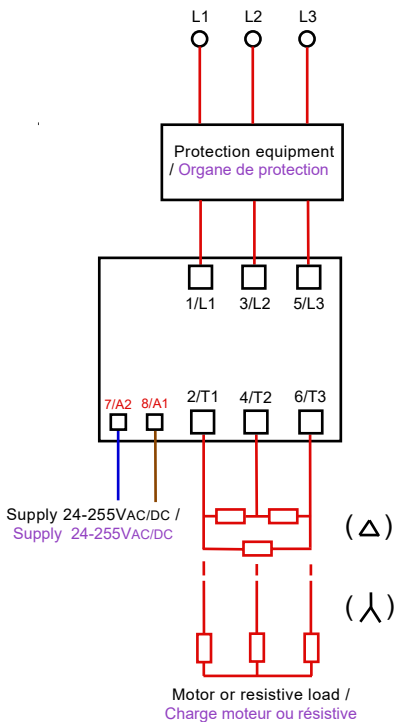 L1 L2 L3
Protection equipment
/ Organe de protection
1/L1 3/L2 5/L3
7/A2 8/A1 2/T1 4/T2 6/T3
Supply 24-255VAC/DC /
Supply 24-255VAC/DC
(△)
(⅄)
Motor or resistive load /
Charge moteur ou résistive